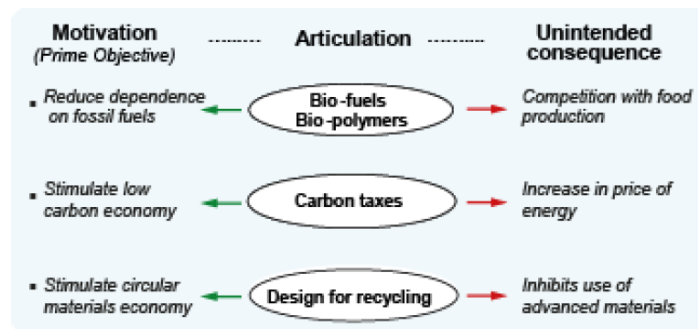 Motivation ......... Articulation ......... Unintended
(Prime Objective) consequence
▪ Reduce dependence
on fossil fuels
Bio-fuels
Bio-polymers
Competition with food
production
▪ Stimulate low
carbon economy
Carbon taxes
Increase in price of
energy
▪ Stimulate circular
materials economy
Design for recycling
Inhibits use of
advanced materials